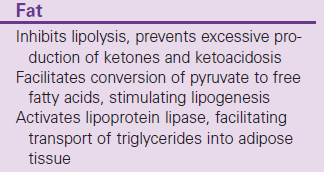 Fat
Inhibits lipolysis, prevents excessive pro-
duction of ketones and ketoacidosis
Facilitates conversion of pyruvate to free
fatty acids, stimulating lipogenesis
Activates lipoprotein lipase, facilitating
transport of triglycerides into adipose
tissue